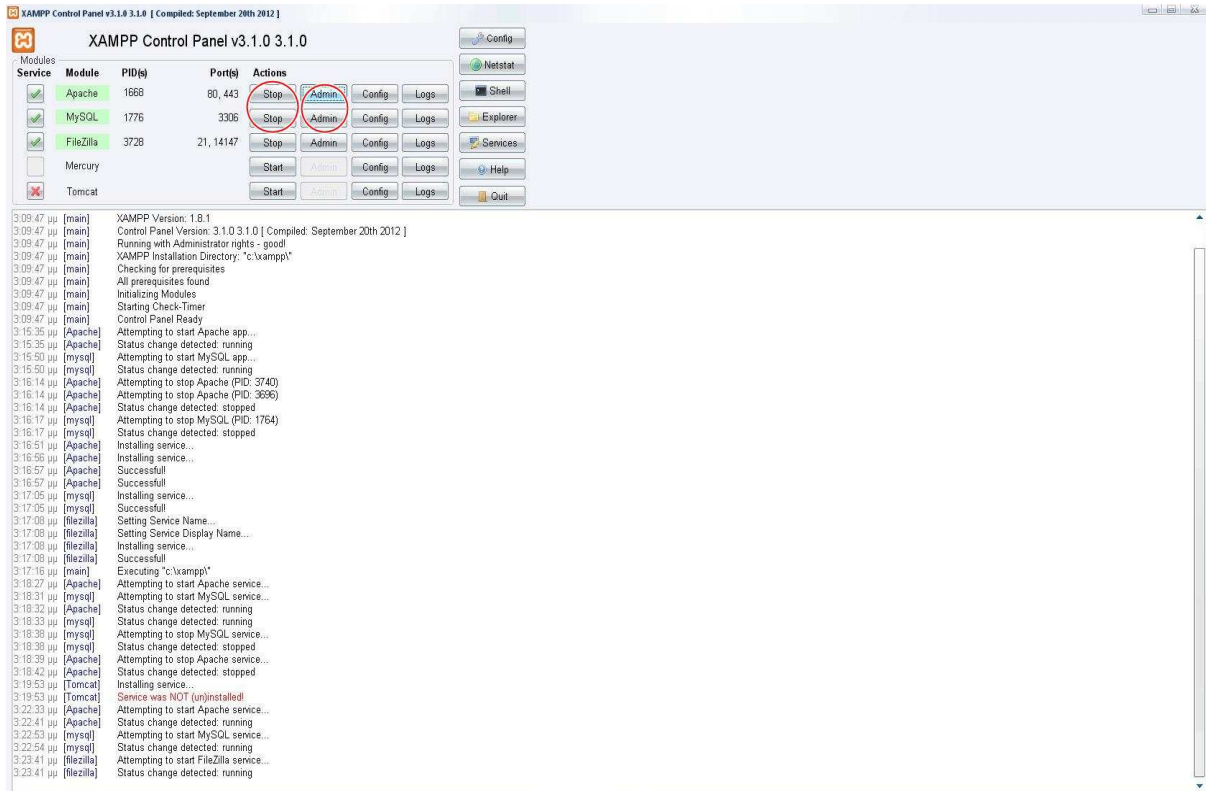 XAMPP Control Panel v3.1.0 3.1.0 [ Compiled: September 20th 2012 ]
XAMPP Control Panel v3.1.0 3.1.0
Config
Modules
Netstat
Service Module PID(s) Port(s) Actions
Apache 1668 80, 443 Stop Admin Config Logs
Shell
MySQL 1776 3306 Stop Admin Config Logs
Explorer
FileZilla 3728 21, 14147 Stop Admin Config Logs
Services
Mercury Start Admin Config Logs
Help
Tomcat Start Admin Config Logs
Quit
3:09:47 μμ [main] XAMPP Version: 1.8.1
3:09:47 μμ [main] Control Panel Version: 3.1.0 3.1.0 [ Compiled: September 20th 2012 ]
3:09:47 μμ [main] Running with Administrator rights - good!
3:09:47 μμ [main] XAMPP Installation Directory: "c:\xampp\"
3:09:47 μμ [main] Checking for prerequisites
3:09:47 μμ [main] All prerequisites found
3:09:47 μμ [main] Initializing Modules
3:09:47 μμ [main] Starting Check-Timer
3:09:47 μμ [main] Control Panel Ready
3:15:35 μμ [Apache] Attempting to start Apache app...
3:15:35 μμ [Apache] Status change detected: running
3:15:50 μμ [mysql] Attempting to start MySQL app...
3:15:50 μμ [mysql] Status change detected: running
3:16:14 μμ [Apache] Attempting to stop Apache (PID: 3740)
3:16:14 μμ [Apache] Attempting to stop Apache (PID: 3696)
3:16:14 μμ [Apache] Status change detected: stopped
3:16:17 μμ [mysql] Attempting to stop MySQL (PID: 1764)
3:16:17 μμ [mysql] Status change detected: stopped
3:16:51 μμ [Apache] Installing service...
3:16:56 μμ [Apache] Installing service...
3:16:57 μμ [Apache] Successful!
3:16:57 μμ [Apache] Successful!
3:17:05 μμ [mysql] Installing service...
3:17:05 μμ [mysql] Successful!
3:17:08 μμ [filezilla] Setting Service Name...
3:17:08 μμ [filezilla] Setting Service Display Name...
3:17:08 μμ [filezilla] Installing service...
3:17:08 μμ [filezilla] Successful!
3:17:16 μμ [main] Executing "c:\xampp\"
3:18:27 μμ [Apache] Attempting to start Apache service...
3:18:31 μμ [mysql] Attempting to start MySQL service...
3:18:32 μμ [Apache] Status change detected: running
3:18:33 μμ [mysql] Status change detected: running
3:18:38 μμ [mysql] Attempting to stop MySQL service...
3:18:38 μμ [mysql] Status change detected: stopped
3:18:39 μμ [Apache] Attempting to stop Apache service...
3:18:42 μμ [Apache] Status change detected: stopped
3:19:53 μμ [Tomcat] Installing service...
3:19:53 μμ [Tomcat] Service was NOT (un)installed!
3:22:33 μμ [Apache] Attempting to start Apache service...
3:22:41 μμ [Apache] Status change detected: running
3:22:53 μμ [mysql] Attempting to start MySQL service...
3:22:54 μμ [mysql] Status change detected: running
3:23:41 μμ [filezilla] Attempting to start FileZilla service...
3:23:41 μμ [filezilla] Status change detected: running